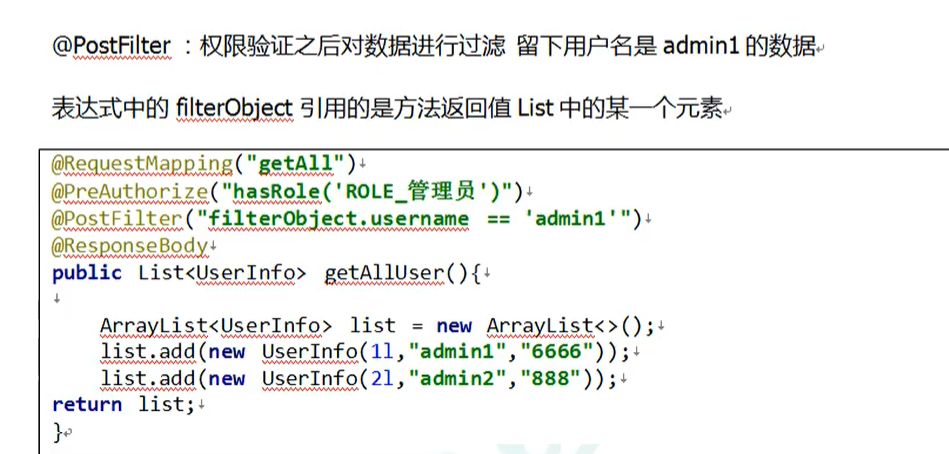 @PostFilter ：权限验证之后对数据进行过滤 留下用户名是 admin1 的数据
表达式中的 filterObject 引用的是方法返回值 List 中的某一个元素
@RequestMapping("getAll")
@PreAuthorize("hasRole('ROLE_管理员')")
@PostFilter("filterObject.username == 'admin1'")
@ResponseBody
public List<UserInfo> getAllUser(){
ArrayList<UserInfo> list = new ArrayList<>();
list.add(new UserInfo(1l,"admin1","6666"));
list.add(new UserInfo(2l,"admin2","888"));
return list;
}